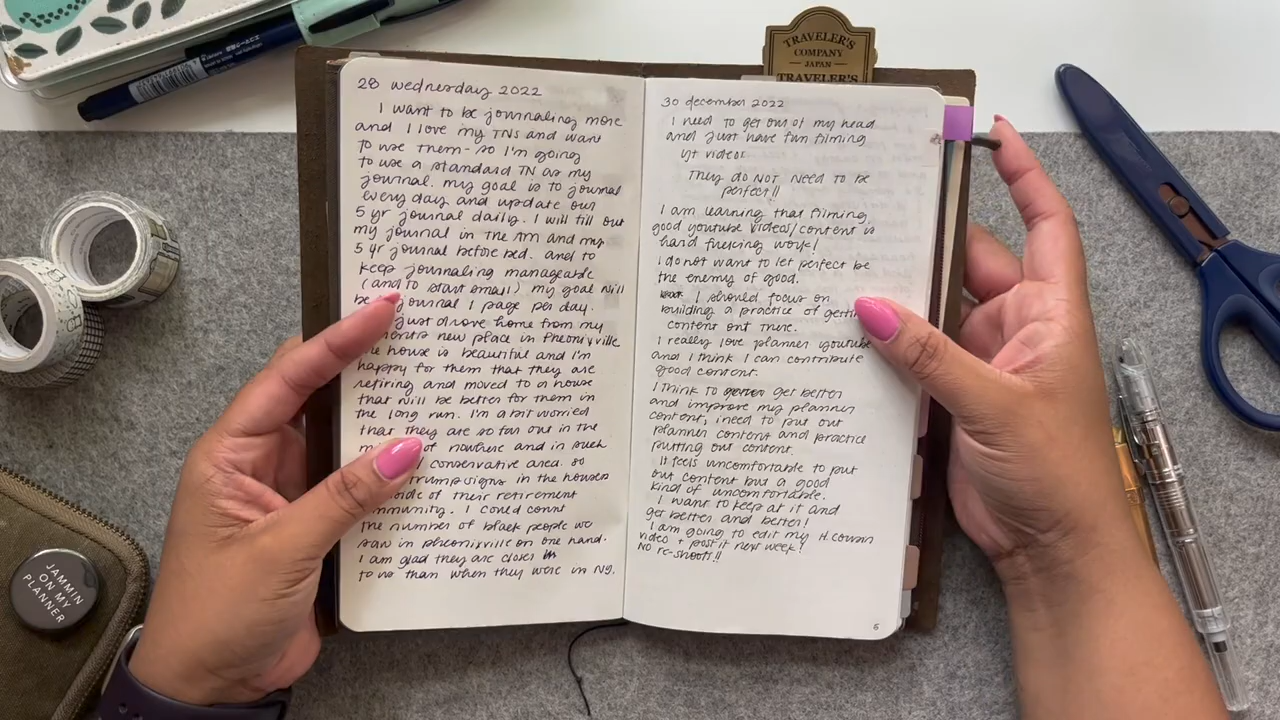 28 wednesday 2022
I want to be journaling more
and I love my TNs and want
to use them - so I'm going
to use a standard TN as my
journal. my goal is to journal
every day and update our
5 yr journal daily. I will fill out
my journal in the AM and my
5 yr journal before bed. and to
keep journaling manageable
(and to start small) my goal will
be journal 1 page per day.
just drove home from my
new place in Pheonixville
house is beautiful and I'm
happy for them that they are
retiring and moved to a house
that will be better for them in
the long run. I'm a bit worried
that they are so far out in the
of nowhere and in such
conservative area. so
Trump signs in the houses
of their retirement
I could count
the number of black people we
saw in pheonixville on one hand.
I am glad they are closer
to us than when they were in NJ.
TRAVELER'S
COMPANY
JAPAN
TRAVELER'S
30 december 2022
I need to get out of my head
and just have fun filming
yt videos
They do NOT NEED to be
perfect!!
I am learning that filming
good youtube videos/content is
hard fucking work!
I do not want to let perfect be
the enemy of good.
I should focus on
building a practice of
content out there.
I really love planner youtube
and I think I can contribute
good content.
I think to get better
and improve my planner
content, i need to put out
planner content and practice
putting out content.
It feels uncomfortable to put
out content but a good
kind of uncomfortable.
I want to keep at it and
get better and better!
I am going to edit my H. Cousin
video + post it next week!
NO re-shoots!!
6
JAMMIN
ON MY
PLANNER